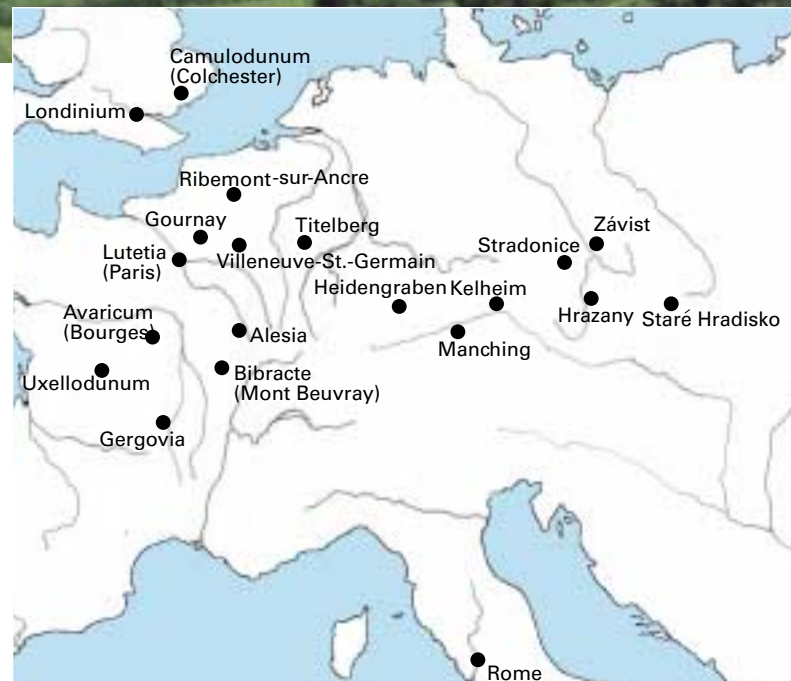 Camulodunum
(Colchester)
Londinium
Ribemont-sur-Ancre
Gournay
Titelberg
Závist
Lutetia
(Paris)
Villeneuve-St.-Germain
Stradonice
Heidengraben
Kelheim
Avaricum
(Bourges)
Alesia
Manching
Hrazany
Staré Hradisko
Uxellodunum
Bibracte
(Mont Beuvray)
Gergovia
Rome